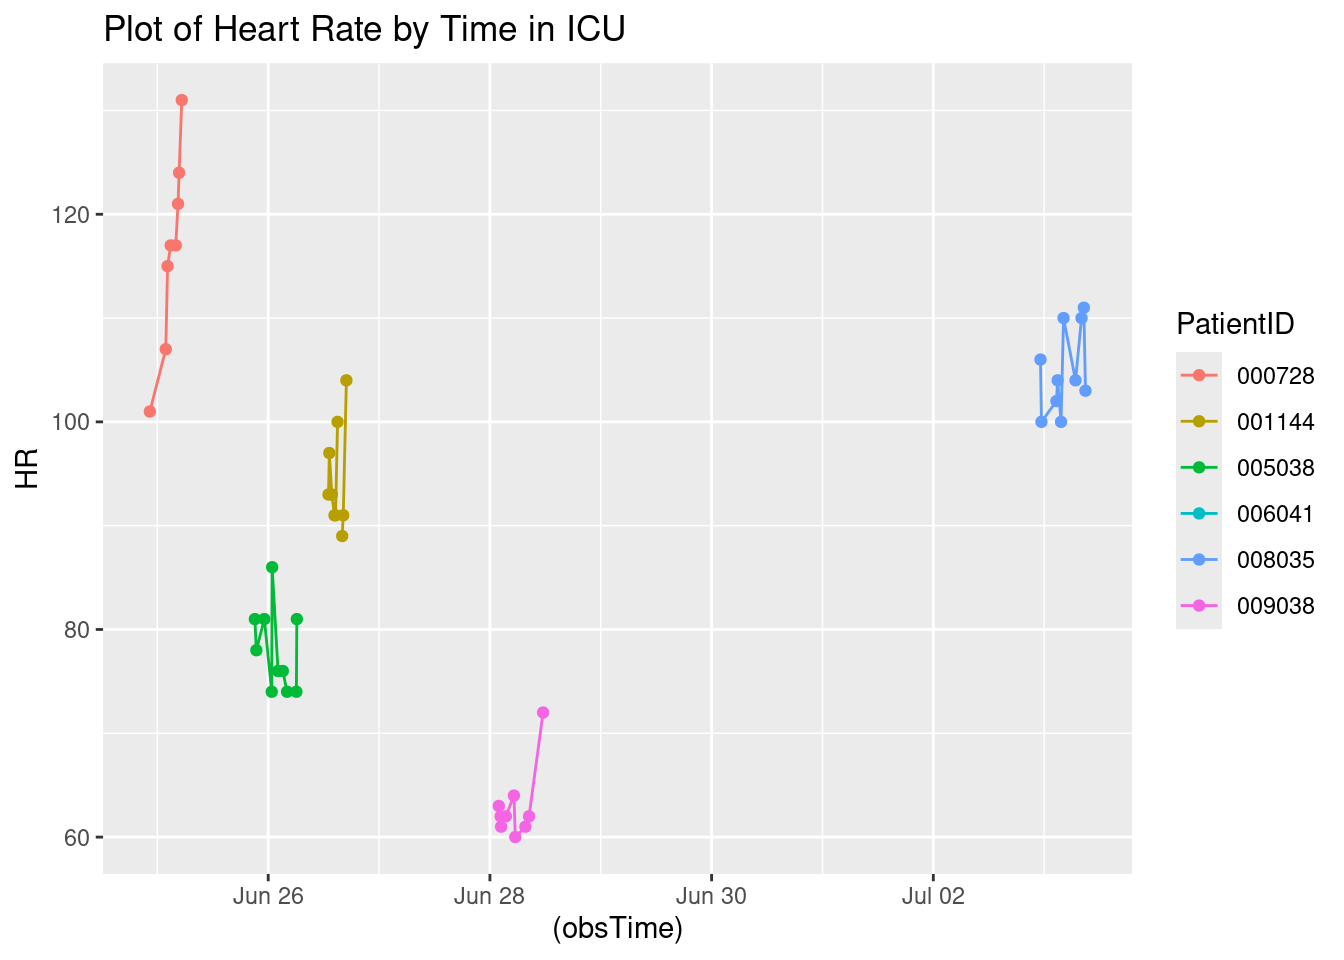 Plot of Heart Rate by Time in ICU
120
100
80
60
HR
Jun 26
Jun 28
Jun 30
Jul 02
(obsTime)
PatientID
000728
001144
005038
006041
008035
009038